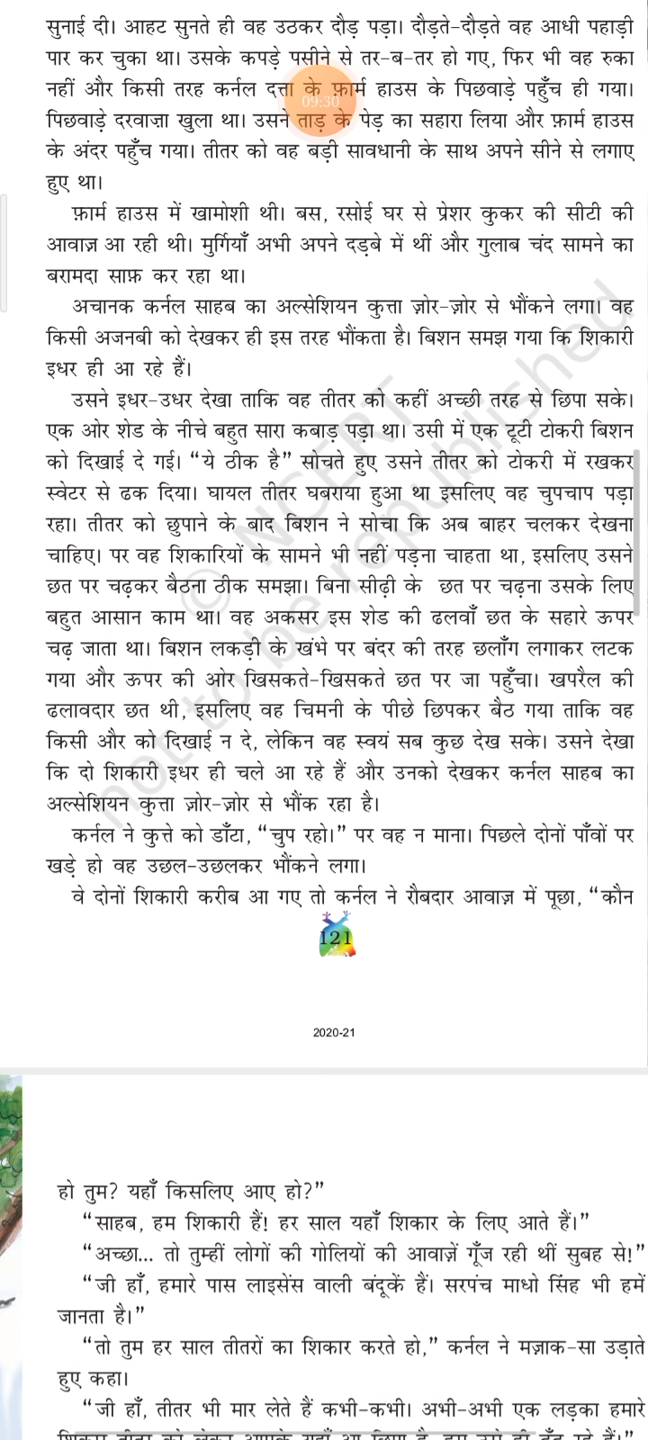 सुनाई दी। आहट सुनते ही वह उठकर दौड़ पड़ा। दौड़ते-दौड़ते वह आधी पहाड़ी
पार कर चुका था। उसके कपड़े पसीने से तर-ब-तर हो गए, फिर भी वह रुका
नहीं और किसी तरह कर्नल दत्ता के फ़ार्म हाउस के पिछवाड़े पहुँच ही गया।
09:30
पिछवाड़े दरवाज़ा खुला था। उसने ताड़ के पेड़ का सहारा लिया और फ़ार्म हाउस
के अंदर पहुँच गया। तीतर को वह बड़ी सावधानी के साथ अपने सीने से लगाए
हुए था।
फ़ार्म हाउस में खामोशी थी। बस, रसोई घर से प्रेशर कुकर की सीटी की
आवाज़ आ रही थी। मुर्गियाँ अभी अपने दड़बे में थीं और गुलाब चंद सामने का
बरामदा साफ़ कर रहा था।
अचानक कर्नल साहब का अल्सेशियन कुत्ता ज़ोर-ज़ोर से भौंकने लगा। वह
किसी अजनबी को देखकर ही इस तरह भौंकता है। बिशन समझ गया कि शिकारी
इधर ही आ रहे हैं।
उसने इधर-उधर देखा ताकि वह तीतर को कहीं अच्छी तरह से छिपा सके।
एक ओर शेड के नीचे बहुत सारा कबाड़ पड़ा था। उसी में एक टूटी टोकरी बिशन
को दिखाई दे गई। “ये ठीक है” सोचते हुए उसने तीतर को टोकरी में रखकर
स्वेटर से ढक दिया। घायल तीतर घबराया हुआ था इसलिए वह चुपचाप पड़ा
रहा। तीतर को छुपाने के बाद बिशन ने सोचा कि अब बाहर चलकर देखना
चाहिए। पर वह शिकारियों के सामने भी नहीं पड़ना चाहता था, इसलिए उसने
छत पर चढ़कर बैठना ठीक समझा। बिना सीढ़ी के छत पर चढ़ना उसके लिए
बहुत आसान काम था। वह अकसर इस शेड की ढलवाँ छत के सहारे ऊपर
चढ़ जाता था। बिशन लकड़ी के खंभे पर बंदर की तरह छलाँग लगाकर लटक
गया और ऊपर की ओर खिसकते-खिसकते छत पर जा पहुँचा। खपरैल की
ढलावदार छत थी, इसलिए वह चिमनी के पीछे छिपकर बैठ गया ताकि वह
किसी और को दिखाई न दे, लेकिन वह स्वयं सब कुछ देख सके। उसने देखा
कि दो शिकारी इधर ही चले आ रहे हैं और उनको देखकर कर्नल साहब का
अल्सेशियन कुत्ता ज़ोर-ज़ोर से भौंक रहा है।
कर्नल ने कुत्ते को डाँटा, “चुप रहो।” पर वह न माना। पिछले दोनों पाँवों पर
खड़े हो वह उछल-उछलकर भौंकने लगा।
वे दोनों शिकारी करीब आ गए तो कर्नल ने रौबदार आवाज़ में पूछा, “कौन
© NCERT
not to be republished
121
2020-21
हो तुम? यहाँ किसलिए आए हो?”
“साहब, हम शिकारी हैं! हर साल यहाँ शिकार के लिए आते हैं।”
“अच्छा... तो तुम्हीं लोगों की गोलियों की आवाज़ें गूँज रही थीं सुबह से!”
“जी हाँ, हमारे पास लाइसेंस वाली बंदूकें हैं। सरपंच माधो सिंह भी हमें
जानता है।”
“तो तुम हर साल तीतरों का शिकार करते हो,” कर्नल ने मज़ाक-सा उड़ाते
हुए कहा।
“जी हाँ, तीतर भी मार लेते हैं कभी-कभी। अभी-अभी एक लड़का हमारे